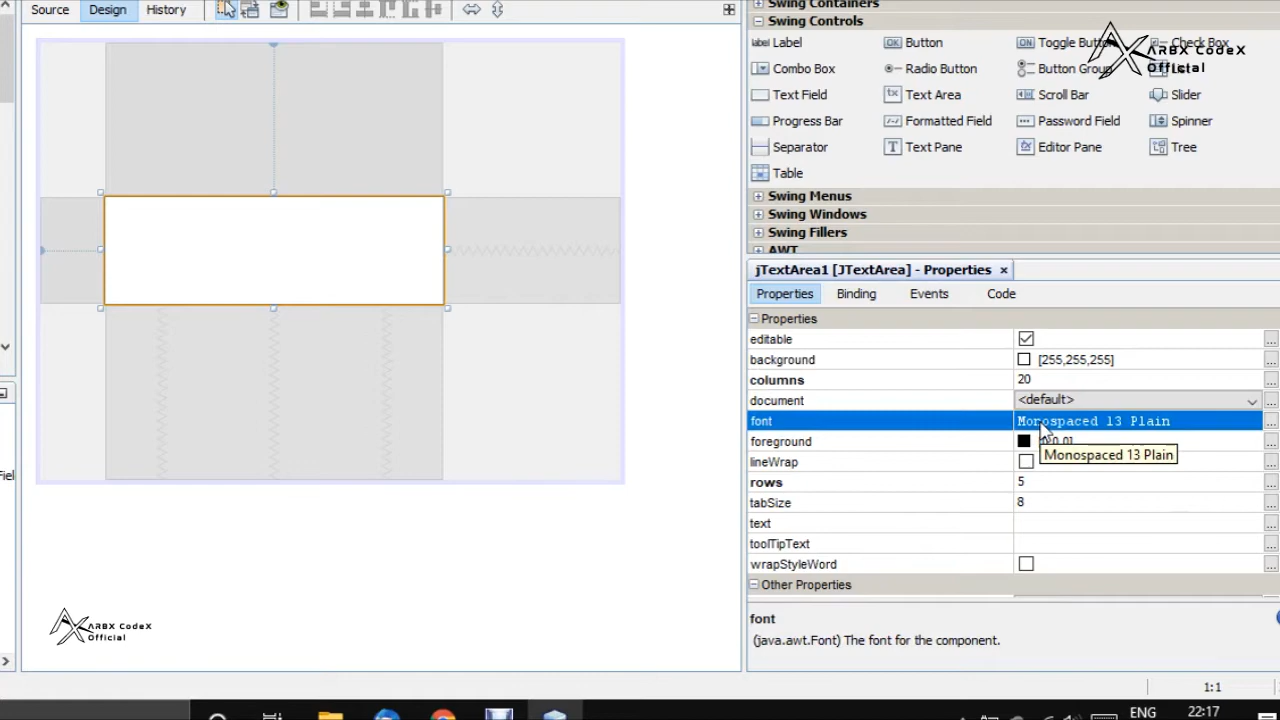 Source Design History
Swing Containers
Swing Controls
label Label OK Button ON Toggle Button Check Box
Combo Box Radio Button Button Group List
Text Field Text Area Scroll Bar Slider
Progress Bar Formatted Field Password Field Spinner
Separator Text Pane Editor Pane Tree
Table
Swing Menus
Swing Windows
Swing Fillers
AWT
ARBX CodeX
Official
jTextArea1 [JTextArea] - Properties ×
Properties Binding Events Code
Properties
editable
background [255,255,255]
columns 20
document <default>
font Monospaced 13 Plain
foreground
Monospaced 13 Plain
lineWrap
rows 5
tabSize 8
text
toolTipText
wrapStyleWord
Other Properties
font
(java.awt.Font) The font for the component.
ARBX CodeX
Official
1:1
ENG 22:17